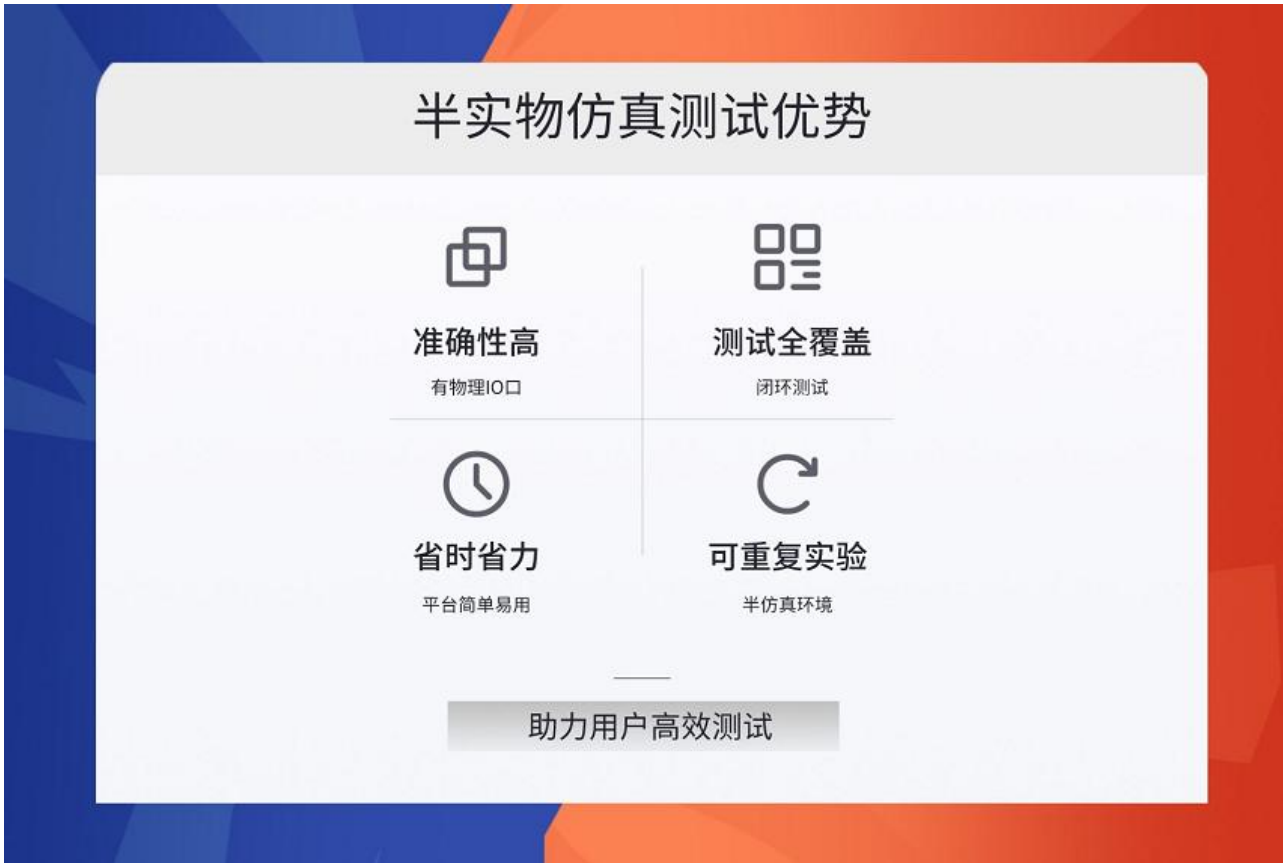 半实物仿真测试优势
准确性高
有物理IO口
测试全覆盖
闭环测试
省时省力
平台简单易用
可重复实验
半仿真环境
助力用户高效测试